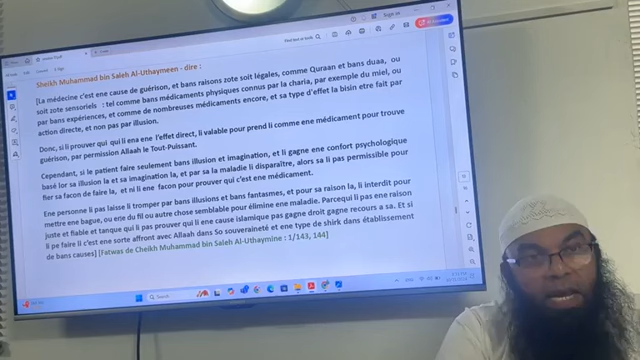 Sign in
Find text or tools
Sheikh Muhammad bin Saleh Al-Uthaymeen - dire :
[La médecine c'est ene cause de guérison, et bans raisons zote soit légales, comme Quraan et bans duaa, ou
soit zote sensoriels : tel comme bans médicaments physiques connus par la charia, par exemple du miel, ou
par bans expériences, et comme de nombreuses médicaments encore, et sa type d'effet la bisin etre fait par
action directe, et non pas par illusion.
Donc, si li prouver qui qui li ena ene l'effet direct, li valable pour prend li comme ene médicament pour trouve
guérison, par permission Allaah le Tout-Puissant.
Cependant, si le patient faire seulement bans illusion et imagination, et li gagne ene confort psychologique
basé lor sa illusion la et sa imagination la, et par sa la maladie li disparaître, alors sa li pas permissible pour
fier sa façon de faire la, et ni li ene facon pour prouver qui c'est ene médicament.
Ene personne li pas laisse li tromper par bans illusions et bans fantasmes, et pour sa raison la, li interdit pour
mettre ene bague, ou ene du fil ou autre chose semblable pour élimine ene maladie. Parcequi li pas ene raison
juste et fiable et tanque qui li pas prouver qui li ene cause islamique pas gagne droit gagne recours a sa. Et si
li pe faire li c'est ene sorte affront avec Allaah dans So souveraineté et ene type de shirk dans établissement
de bans causes] [Fatwas de Cheikh Muhammad bin Saleh Al-Uthaymine : 1/143, 144]
Search